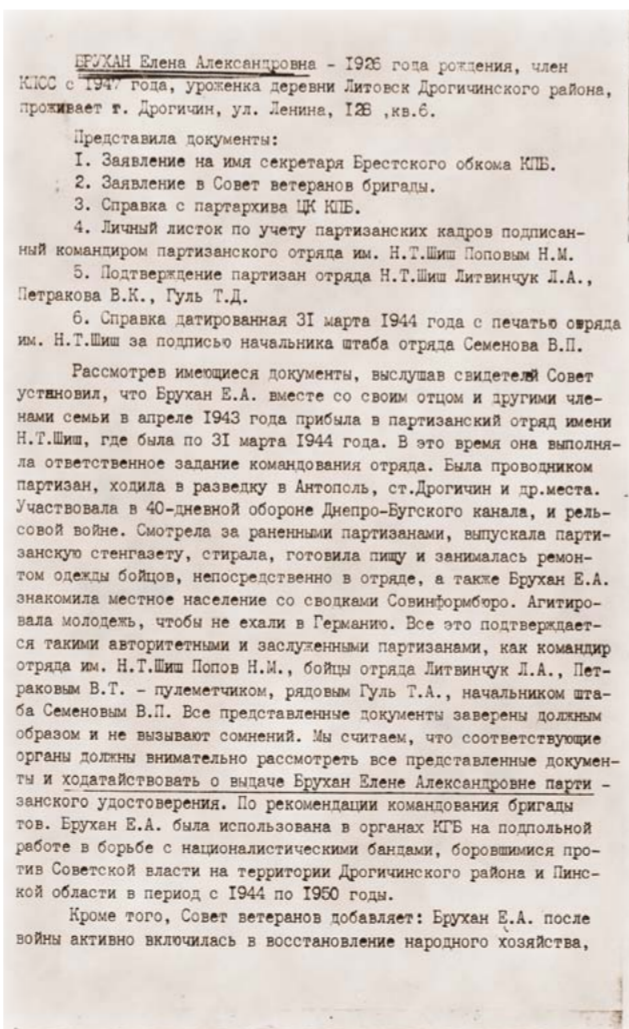 БРУХАН Елена Александровна - 1926 года рождения, член
КПСС с 1947 года, уроженка деревни Литовск Дрогичинского района,
проживает г. Дрогичин, ул. Ленина, 128 ,кв.6.
Представила документы:
1. Заявление на имя секретаря Брестского обкома КПБ.
2. Заявление в Совет ветеранов бригады.
3. Справка с партархива ЦК КПБ.
4. Личный листок по учету партизанских кадров подписан-
ный командиром партизанского отряда им. Н.Т.Шиш Поповым Н.М.
5. Подтверждение партизан отряда Н.Т.Шиш Литвинчук Л.А.,
Петракова В.К., Гуль Т.Д.
6. Справка датированная 31 марта 1944 года с печатью отряда
им. Н.Т.Шиш за подписью начальника штаба отряда Семенова В.П.
Рассмотрев имеющиеся документы, выслушав свидетелей Совет
установил, что Брухан Е.А. вместе со своим отцом и другими чле-
нами семьи в апреле 1943 года прибыла в партизанский отряд имени
Н.Т.Шиш, где была по 31 марта 1944 года. В это время она выполня-
ла ответственное задание командования отряда. Была проводником
партизан, ходила в разведку в Антополь, ст.Дрогичин и др.места.
Участвовала в 40-дневной обороне Днепро-Бугского канала, и рель-
совой войне. Смотрела за раненными партизанами, выпускала парти-
занскую стенгазету, стирала, готовила пищу и занималась ремон-
том одежды бойцов, непосредственно в отряде, а также Брухан Е.А.
знакомила местное население со сводками Совинформбюро. Агитиро-
вала молодежь, чтобы не ехали в Германию. Все это подтверждает-
ся такими авторитетными и заслуженными партизанами, как командир
отряда им. Н.Т.Шиш Попов Н.М., бойцы отряда Литвинчук Л.А., Пет-
раковым В.Т. - пулеметчиком, рядовым Гуль Т.А., начальником шта-
ба Семеновым В.П. Все представленные документы заверены должным
образом и не вызывают сомнений. Мы считаем, что соответствующие
органы должны внимательно рассмотреть все представленные докумен-
ты и ходатайствовать о выдаче Брухан Елене Александровне парти -
занского удостоверения. По рекомендации командования бригады
тов. Брухан Е.А. была использована в органах КГБ на подпольной
работе в борьбе с националистическими бандами, боровшимися про-
тив Советской власти на территории Дрогичинского района и Пинс-
кой области в период с 1944 по 1950 годы.
Кроме того, Совет ветеранов добавляет: Брухан Е.А. после
войны активно включилась в восстановление народного хозяйства,